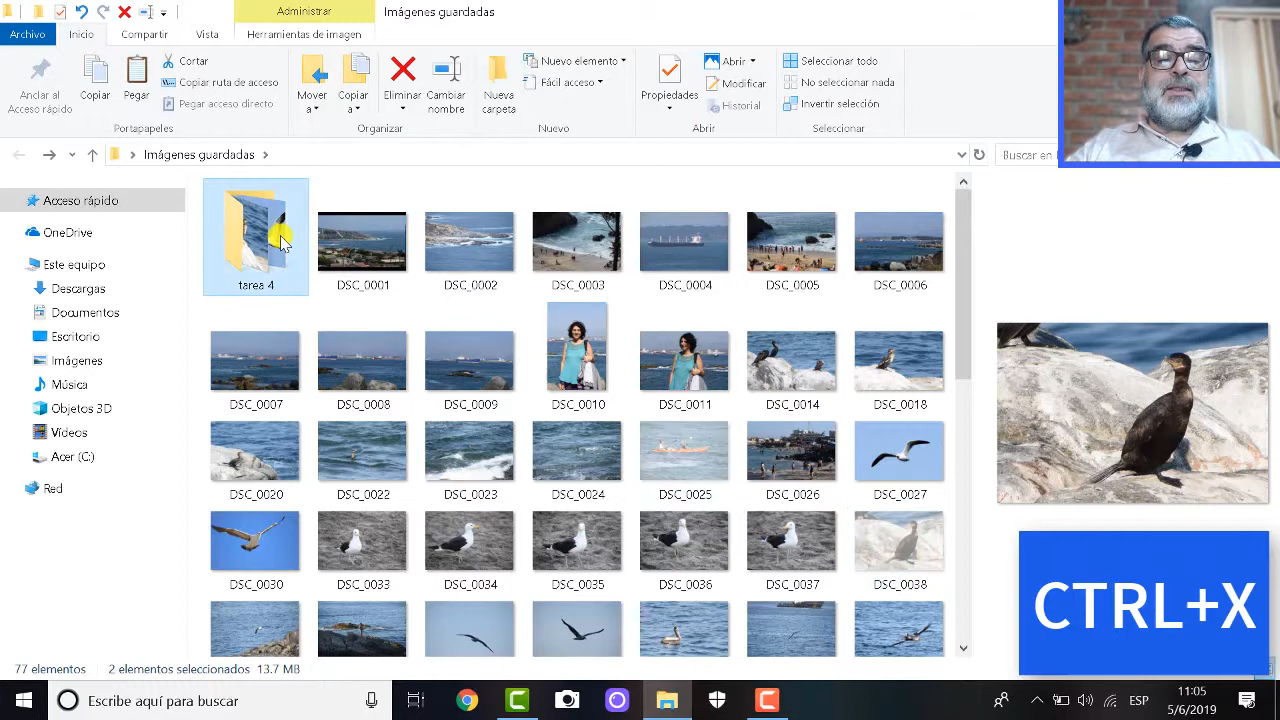 Administrar
Imágenes guardadas
Archivo
Inicio
Compartir
Vista
Herramientas de imagen
Anclar al
Acceso rápido
Copiar
Pegar
Cortar
Copiar ruta de acceso
Pegar acceso directo
Portapapeles
Mover
a
Copiar
a
Eliminar
Cambiar
nombre
Organizar
Nueva
carpeta
Nuevo elemento
Fácil acceso
Nuevo
Propiedades
Abrir
Modificar
Historial
Abrir
Seleccionar todo
No seleccionar nada
Invertir selección
Seleccionar
Imágenes guardadas
Buscar en
Acceso rápido
OneDrive
Este equipo
Descargas
Documentos
Escritorio
Imágenes
Música
Objetos 3D
Vídeos
Acer (C:)
Red
tarea 4
DSC_0001
DSC_0002
DSC_0003
DSC_0004
DSC_0005
DSC_0006
DSC_0007
DSC_0008
DSC_0009
DSC_0010
DSC_0011
DSC_0014
DSC_0018
DSC_0020
DSC_0022
DSC_0023
DSC_0024
DSC_0025
DSC_0026
DSC_0027
DSC_0030
DSC_0033
DSC_0034
DSC_0035
DSC_0036
DSC_0037
DSC_0038
CTRL+X
77 elementos
2 elementos seleccionados 13.7 MB
Escribe aquí para buscar
ESP
11:05
5/6/2019